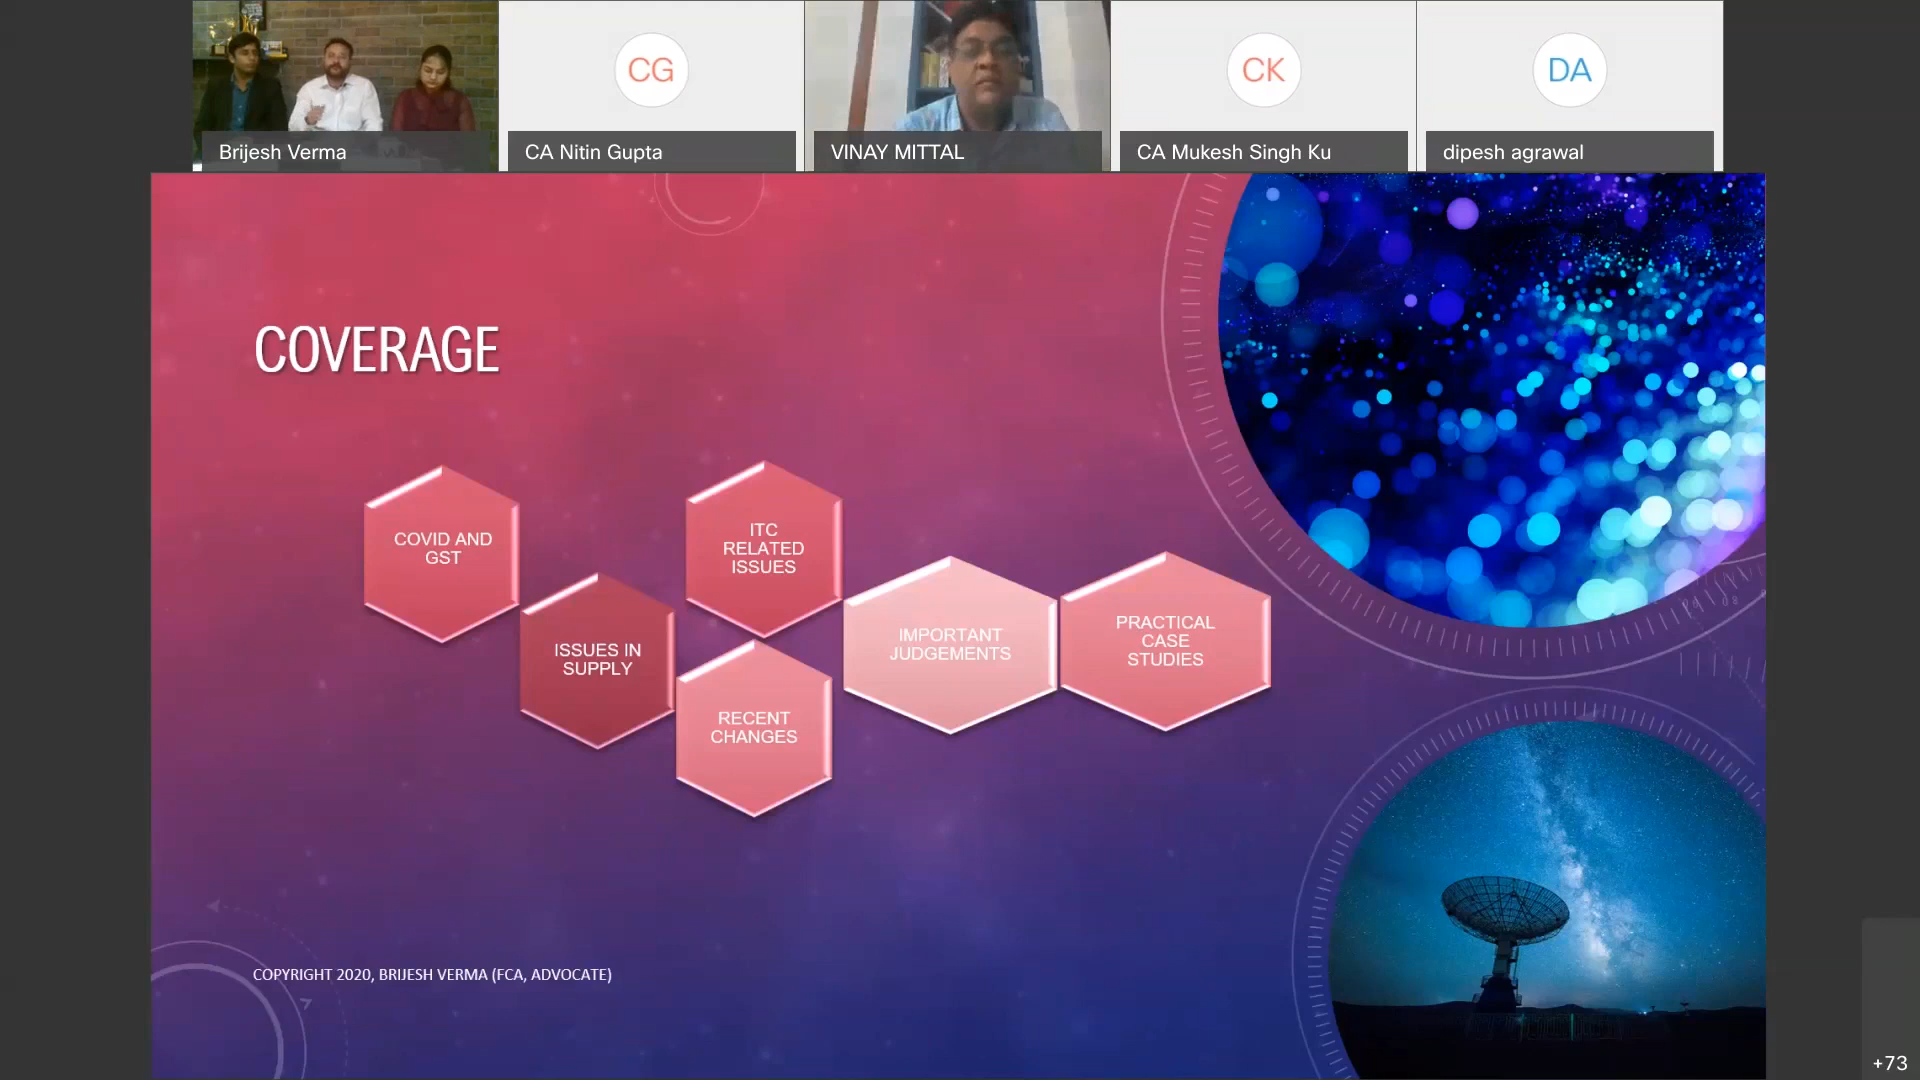 CG
CK
DA
Brijesh Verma
CA Nitin Gupta
VINAY MITTAL
CA Mukesh Singh Ku
dipesh agrawal
COVERAGE
COVID AND
GST
ISSUES IN
SUPPLY
ITC
RELATED
ISSUES
RECENT
CHANGES
IMPORTANT
JUDGEMENTS
PRACTICAL
CASE
STUDIES
COPYRIGHT 2020, BRIJESH VERMA (FCA, ADVOCATE)
+73